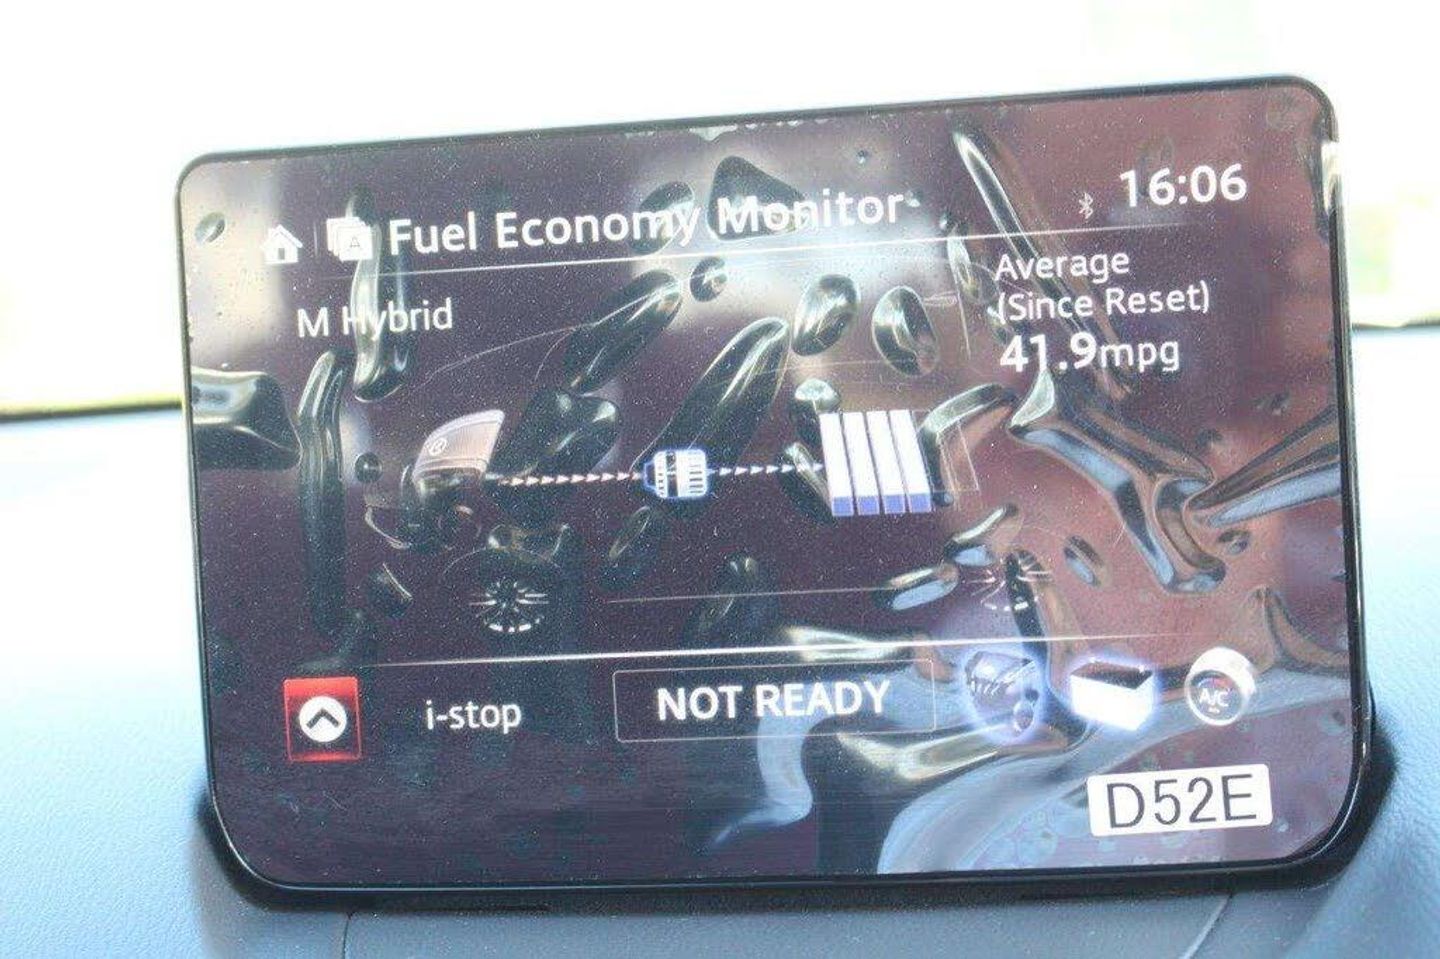 A Fuel Economy Monitor
16:06
M Hybrid
Average
(Since Reset)
41.9mpg
i-stop
NOT READY
A/C
D52E